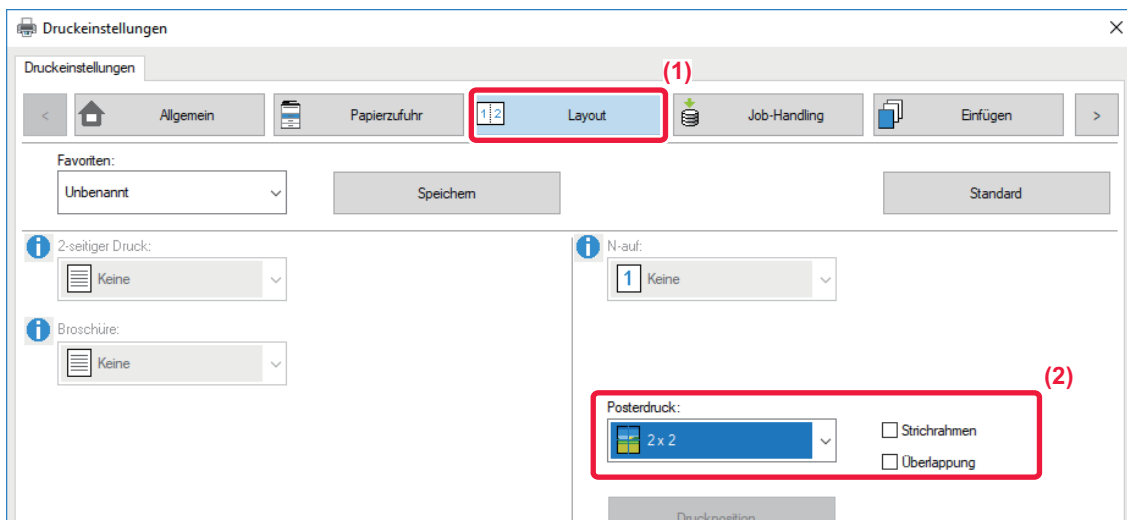 Druckeinstellungen
Druckeinstellungen
(1)
< Allgemein Papierzufuhr 1 2 Layout Job-Handling Einfügen >
Favoriten:
Unbenannt Speichern Standard
2-seitiger Druck: N-auf:
Keine 1 Keine
Broschüre:
Keine
(2)
Posterdruck:
2 x 2 Strichrahmen
Überlappung
Druckposition